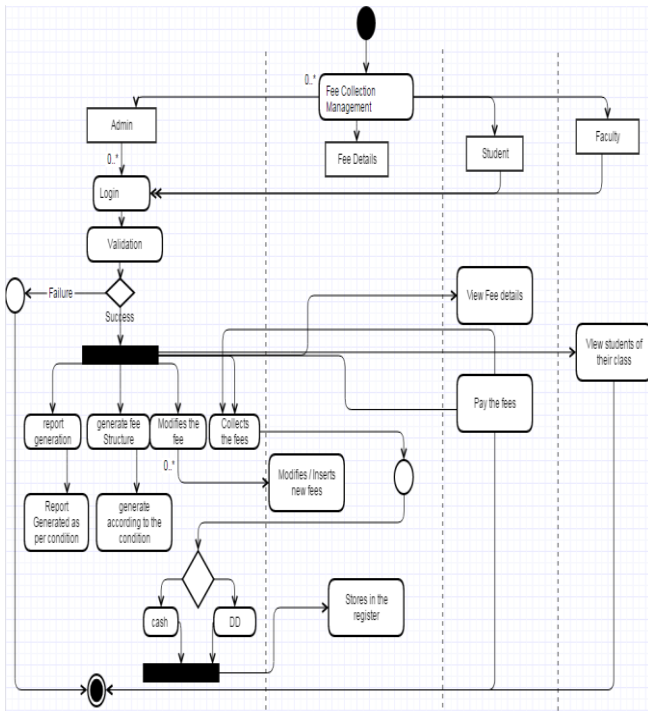 0..*
Fee Collection
Management
Admin
Fee Details
Student
Faculty
0..*
Login
Validation
Failure
Success
View Fee details
View students of
their class
Pay the fees
report
generation
generate fee
Structure
Modifies the
fee
Collects
the fees
0..*
Modifies / Inserts
new fees
Report
Generated as
per condition
generate
according to the
condition
cash
DD
Stores in the
register